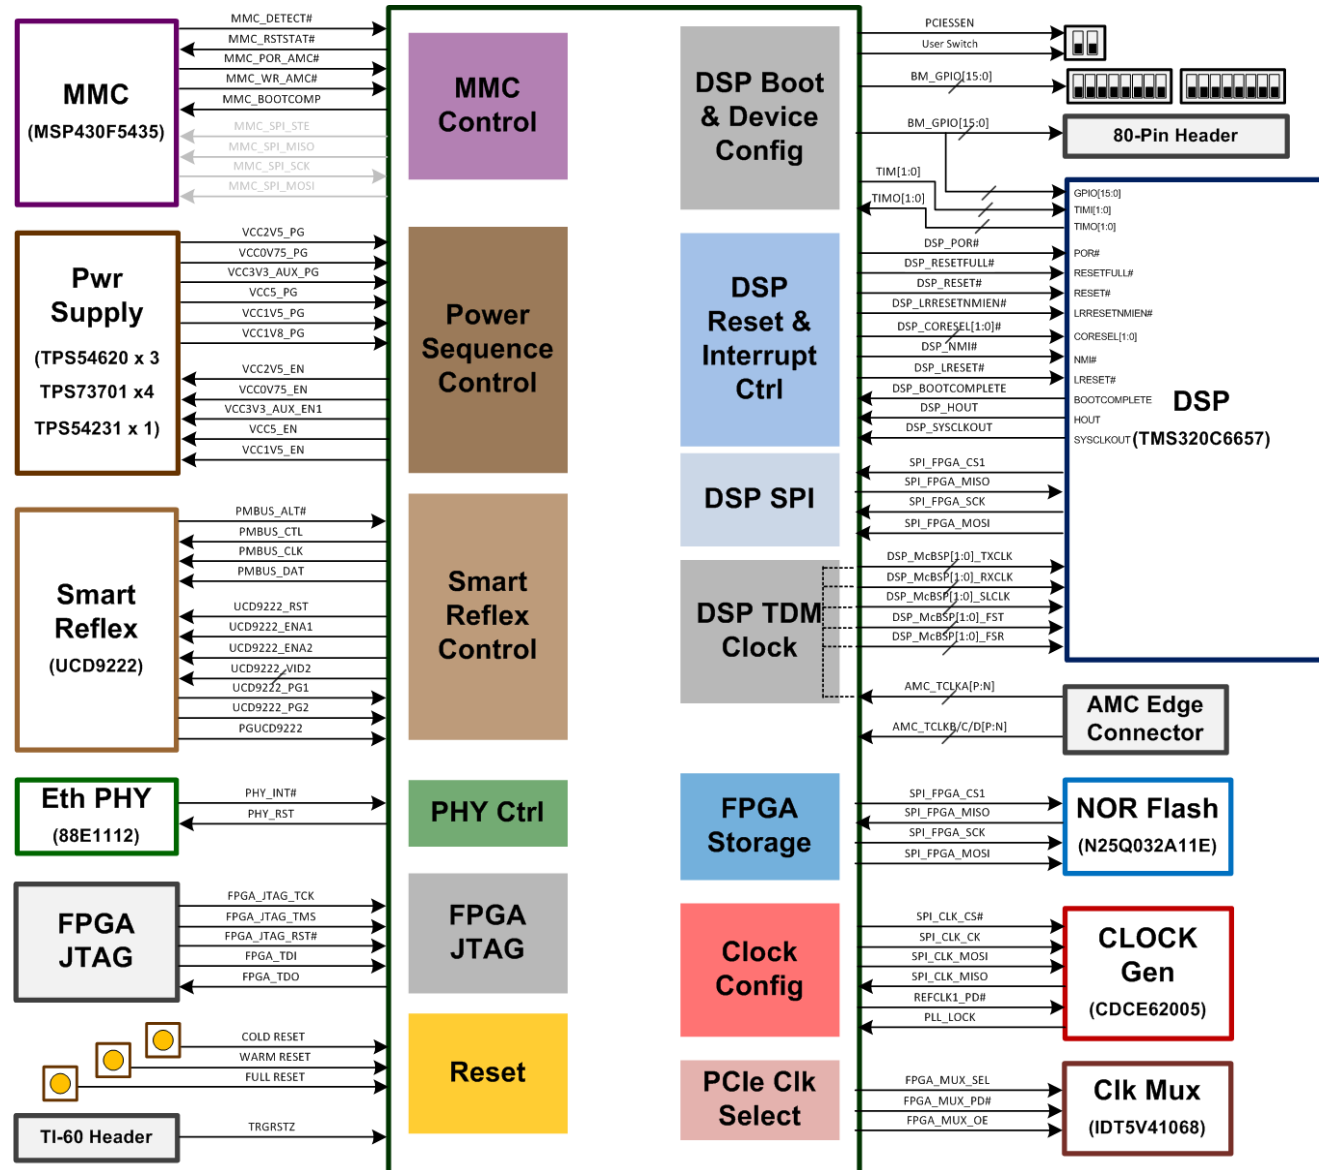 MMC
(MSP430F5435)
MMC_DETECT#
MMC_RSTSTAT#
MMC_POR_AMC#
MMC_WR_AMC#
MMC_BOOTCOMP
MMC_SPI_STE
MMC_SPI_MISO
MMC_SPI_SCK
MMC_SPI_MOSI
MMC
Control
Pwr
Supply
(TPS54620 x 3
TPS73701 x4
TPS54231 x 1)
VCC2V5_PG
VCC0V75_PG
VCC3V3_AUX_PG
VCC5_PG
VCC1V5_PG
VCC1V8_PG
VCC2V5_EN
VCC0V75_EN
VCC3V3_AUX_EN1
VCC5_EN
VCC1V5_EN
Power
Sequence
Control
Smart
Reflex
(UCD9222)
PMBUS_ALT#
PMBUS_CTL
PMBUS_CLK
PMBUS_DAT
UCD9222_RST
UCD9222_ENA1
UCD9222_ENA2
UCD9222_VID2
UCD9222_PG1
UCD9222_PG2
PGUCD9222
Smart
Reflex
Control
Eth PHY
(88E1112)
PHY_INT#
PHY_RST
PHY Ctrl
FPGA
JTAG
FPGA_JTAG_TCK
FPGA_JTAG_TMS
FPGA_JTAG_RST#
FPGA_TDI
FPGA_TDO
FPGA
JTAG
COLD RESET
WARM RESET
FULL RESET
Reset
TI-60 Header
TRGRSTZ
DSP Boot
& Device
Config
PCIESSEN
User Switch
BM_GPIO[15:0]
BM_GPIO[15:0]
80-Pin Header
TIM[1:0]
TIMO[1:0]
GPIO[15:0]
TIMI[1:0]
TIMO[1:0]
DSP
Reset &
Interrupt
Ctrl
DSP_POR#
DSP_RESETFULL#
DSP_RESET#
DSP_LRRESETNMIEN#
DSP_CORESEL[1:0]#
DSP_NMI#
DSP_LRESET#
DSP_BOOTCOMPLETE
DSP_HOUT
DSP_SYSCLKOUT
POR#
RESETFULL#
RESET#
LRRESETNMIEN#
CORESEL[1:0]
NMI#
LRESET#
BOOTCOMPLETE
HOUT
SYSCLKOUT
DSP
(TMS320C6657)
DSP SPI
SPI_FPGA_CS1
SPI_FPGA_MISO
SPI_FPGA_SCK
SPI_FPGA_MOSI
DSP TDM
Clock
DSP_McBSP[1:0]_TXCLK
DSP_McBSP[1:0]_RXCLK
DSP_McBSP[1:0]_SLCLK
DSP_McBSP[1:0]_FST
DSP_McBSP[1:0]_FSR
AMC_TCLKA[P:N]
AMC_TCLKB/C/D[P:N]
AMC Edge
Connector
FPGA
Storage
SPI_FPGA_CS1
SPI_FPGA_MISO
SPI_FPGA_SCK
SPI_FPGA_MOSI
NOR Flash
(N25Q032A11E)
Clock
Config
SPI_CLK_CS#
SPI_CLK_CK
SPI_CLK_MOSI
SPI_CLK_MISO
REFCLK1_PD#
PLL_LOCK
CLOCK
Gen
(CDCE62005)
PCIe Clk
Select
FPGA_MUX_SEL
FPGA_MUX_PD#
FPGA_MUX_OE
Clk Mux
(IDT5V41068)